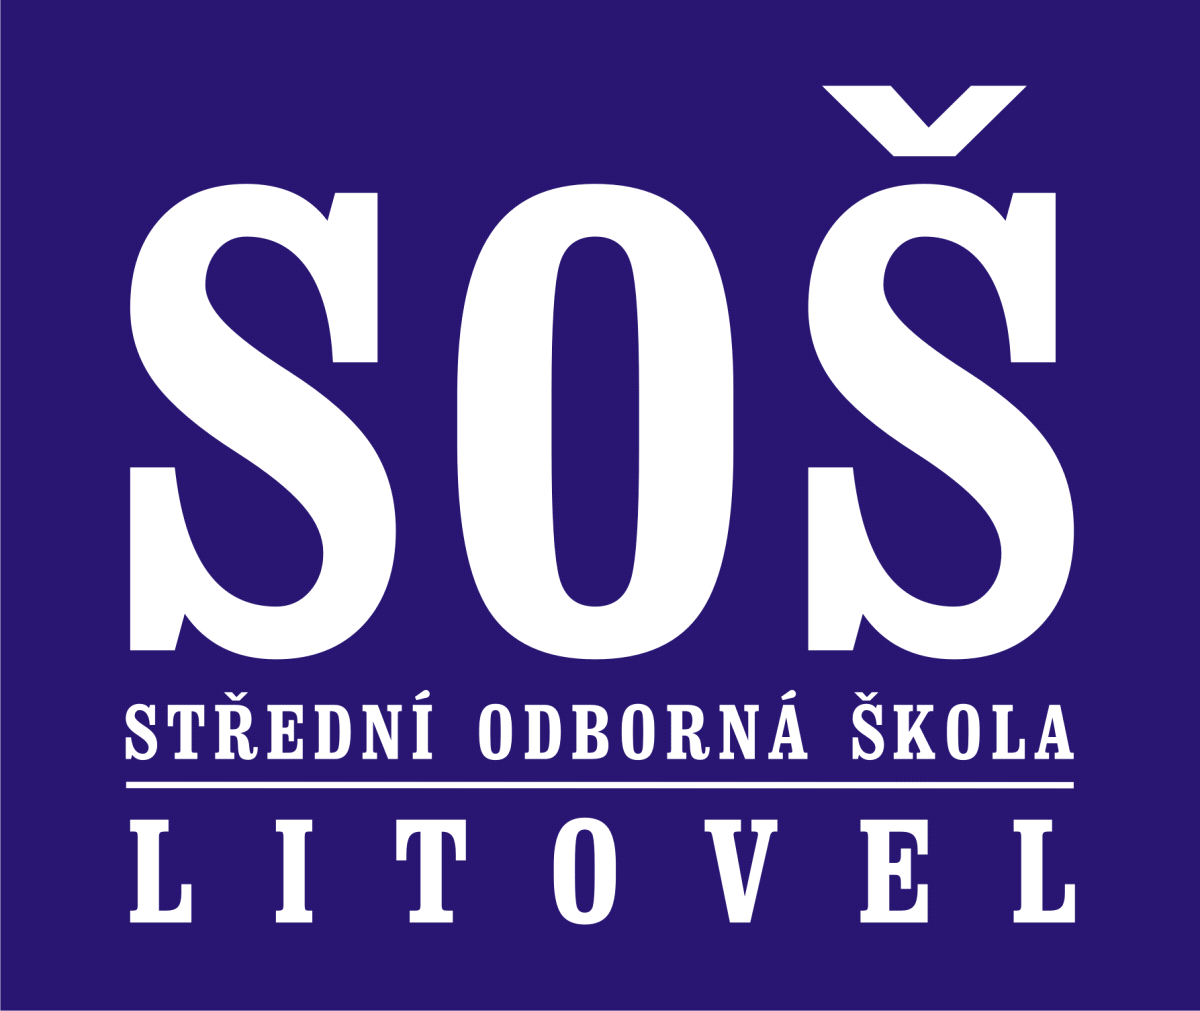 SOŠ
STŘEDNÍ ODBORNÁ ŠKOLA
LITOVEL